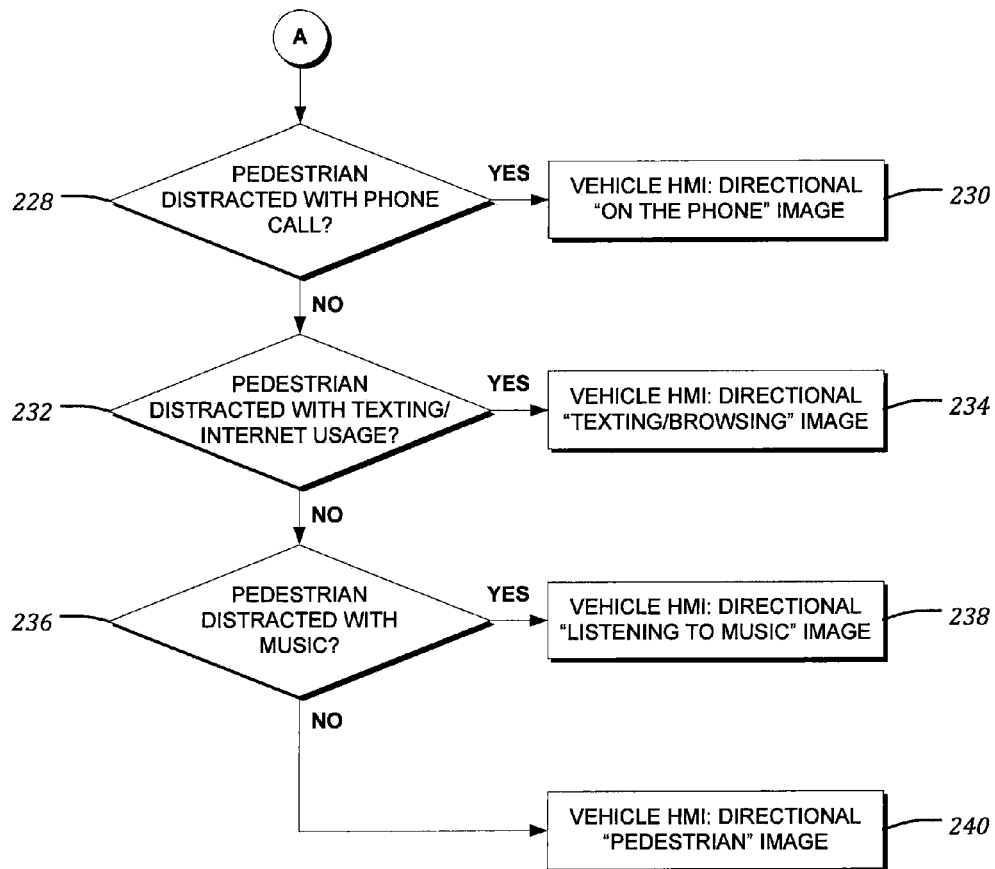 A
PEDESTRIAN
DISTRACTED WITH PHONE
CALL?
228
YES
VEHICLE HMI: DIRECTIONAL
“ON THE PHONE” IMAGE
230
NO
PEDESTRIAN
DISTRACTED WITH TEXTING/
INTERNET USAGE?
232
YES
VEHICLE HMI: DIRECTIONAL
“TEXTING/BROWSING” IMAGE
234
NO
PEDESTRIAN
DISTRACTED WITH
MUSIC?
236
YES
VEHICLE HMI: DIRECTIONAL
“LISTENING TO MUSIC” IMAGE
238
NO
VEHICLE HMI: DIRECTIONAL
“PEDESTRIAN” IMAGE
240